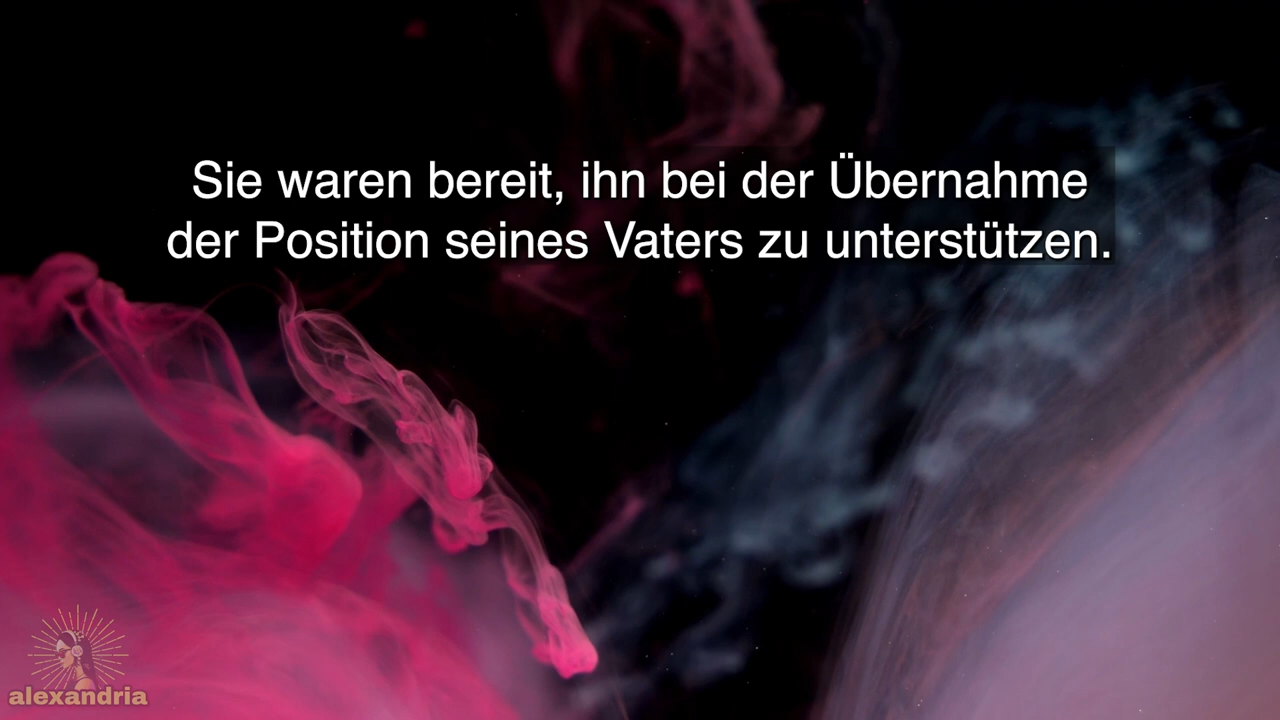 Sie waren bereit, ihn bei der Übernahme
der Position seines Vaters zu unterstützen.
alexandria